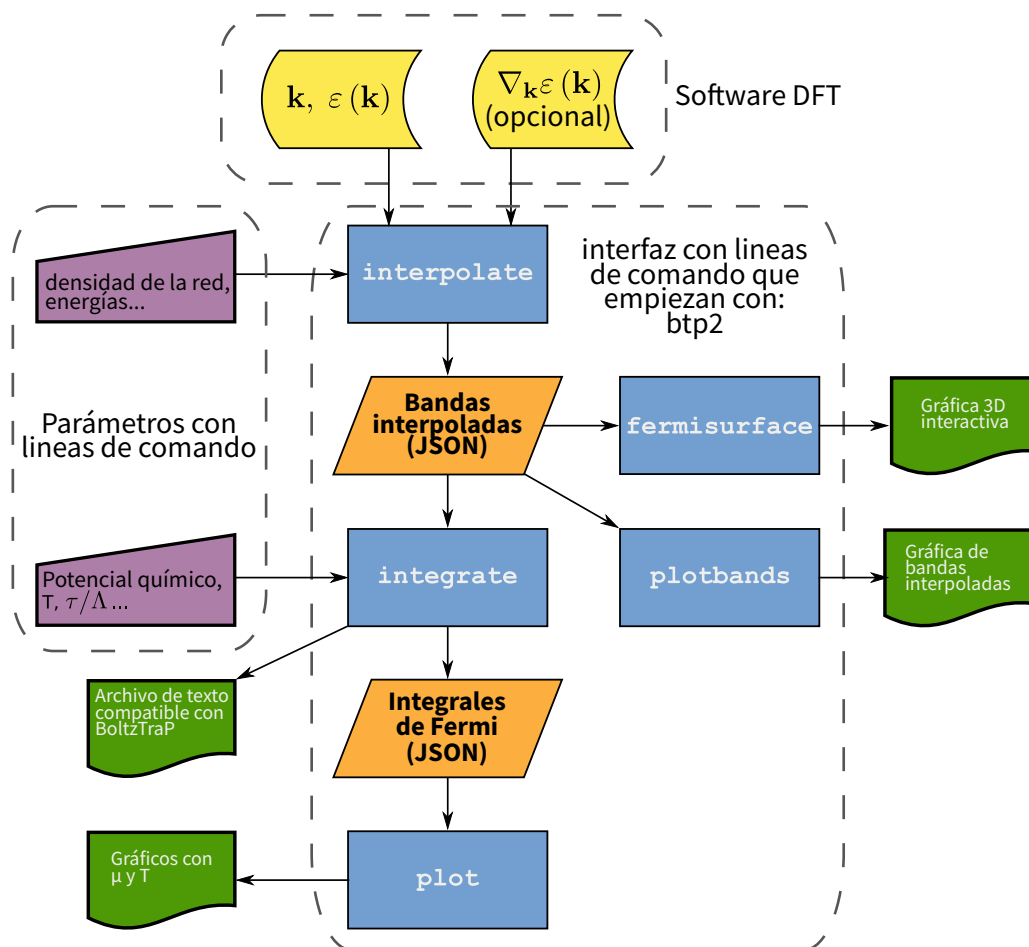 k, ε (k)
∇kε (k)
(opcional)
Software DFT
densidad de la red,
energías...
interpolate
interfaz con lineas
de comando que
empiezan con:
btp2
Parámetros con
lineas de comando
Bandas
interpoladas
(JSON)
fermisurface
Gráfica 3D
interactiva
Potencial químico,
T, τ/Λ ...
integrate
plotbands
Gráfica de
bandas
interpoladas
Archivo de texto
compatible con
BoltzTraP
Integrales
de Fermi
(JSON)
Gráficos con
μ y T
plot